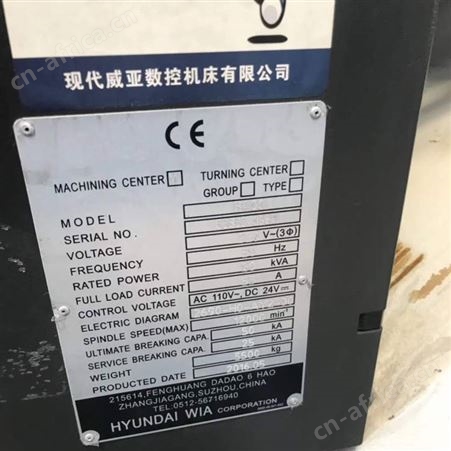 现代威亚数控机床有限公司
CE
MACHINING CENTER TURNING CENTER
GROUP TYPE
MODEL
SERIAL NO.
VOLTAGE V~(3Φ)
FREQUENCY Hz
RATED POWER kVA
FULL LOAD CURRENT A
CONTROL VOLTAGE AC 110V~, DC 24V
ELECTRIC DIAGRAM
SPINDLE SPEED(MAX) 12000 min⁻¹
ULTIMATE BREAKING CAPA. 50 kA
SERVICE BREAKING CAPA. 25 kA
WEIGHT 5500 kg
PRODUCTED DATE 2016.05
215614, FENGHUANG DADAO 6 HAO
ZHANGJIAGANG,SUZHOU,CHINA
TEL:0512-56716940
HYUNDAI WIA CORPORATION